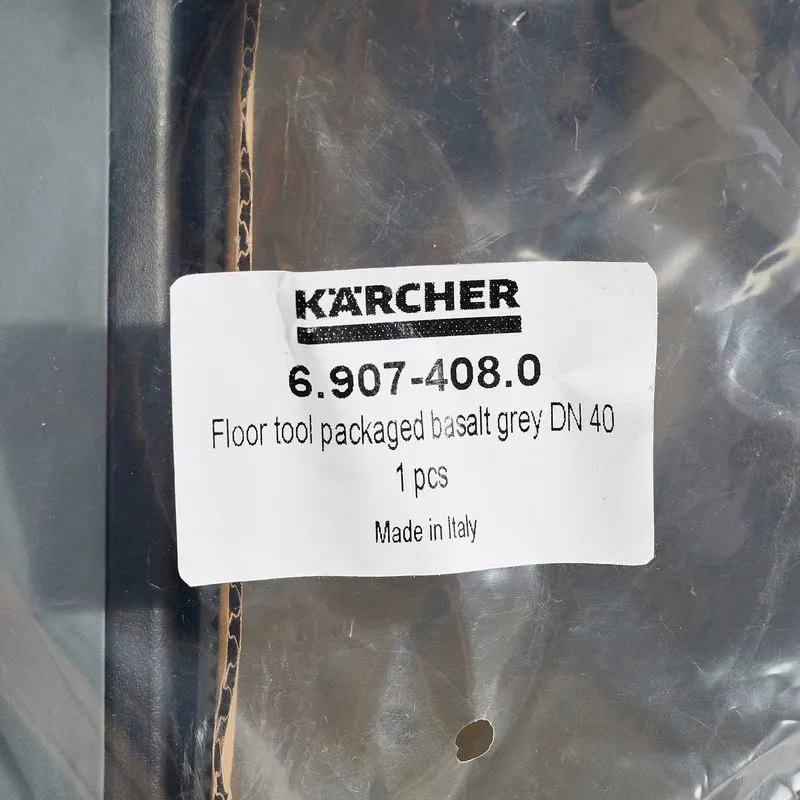 KÄRCHER
6.907-408.0
Floor tool packaged basalt grey DN 40
1 pcs
Made in Italy